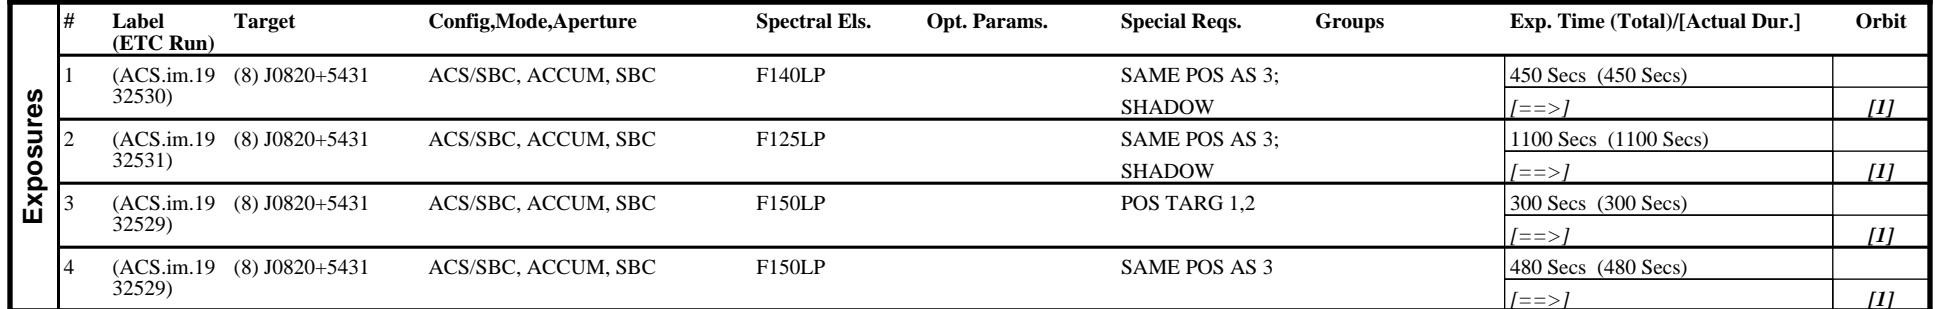 Exposures
# Label Target Config,Mode,Aperture Spectral Els. Opt. Params. Special Reqs. Groups Exp. Time (Total)/[Actual Dur.] Orbit
(ETC Run)
1 (ACS.im.19 (8) J0820+5431 ACS/SBC, ACCUM, SBC F140LP SAME POS AS 3; 450 Secs (450 Secs)
32530) SHADOW [==>] [1]
2 (ACS.im.19 (8) J0820+5431 ACS/SBC, ACCUM, SBC F125LP SAME POS AS 3; 1100 Secs (1100 Secs)
32531) SHADOW [==>] [1]
3 (ACS.im.19 (8) J0820+5431 ACS/SBC, ACCUM, SBC F150LP POS TARG 1,2 300 Secs (300 Secs)
32529) [==>] [1]
4 (ACS.im.19 (8) J0820+5431 ACS/SBC, ACCUM, SBC F150LP SAME POS AS 3 480 Secs (480 Secs)
32529) [==>] [1]